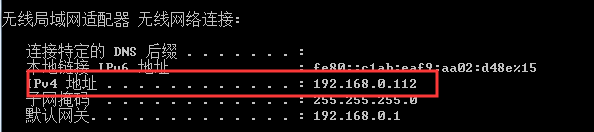 无线局域网适配器 无线网络连接:
连接特定的 DNS 后缀 . . . . . . . :
本地链接 IPv6 地址. . . . . . . . : fe80::c1ab:eaf9:aa02:d48e%15
IPv4 地址 . . . . . . . . . . . . : 192.168.0.112
子网掩码 . . . . . . . . . . . . : 255.255.255.0
默认网关. . . . . . . . . . . . . : 192.168.0.1